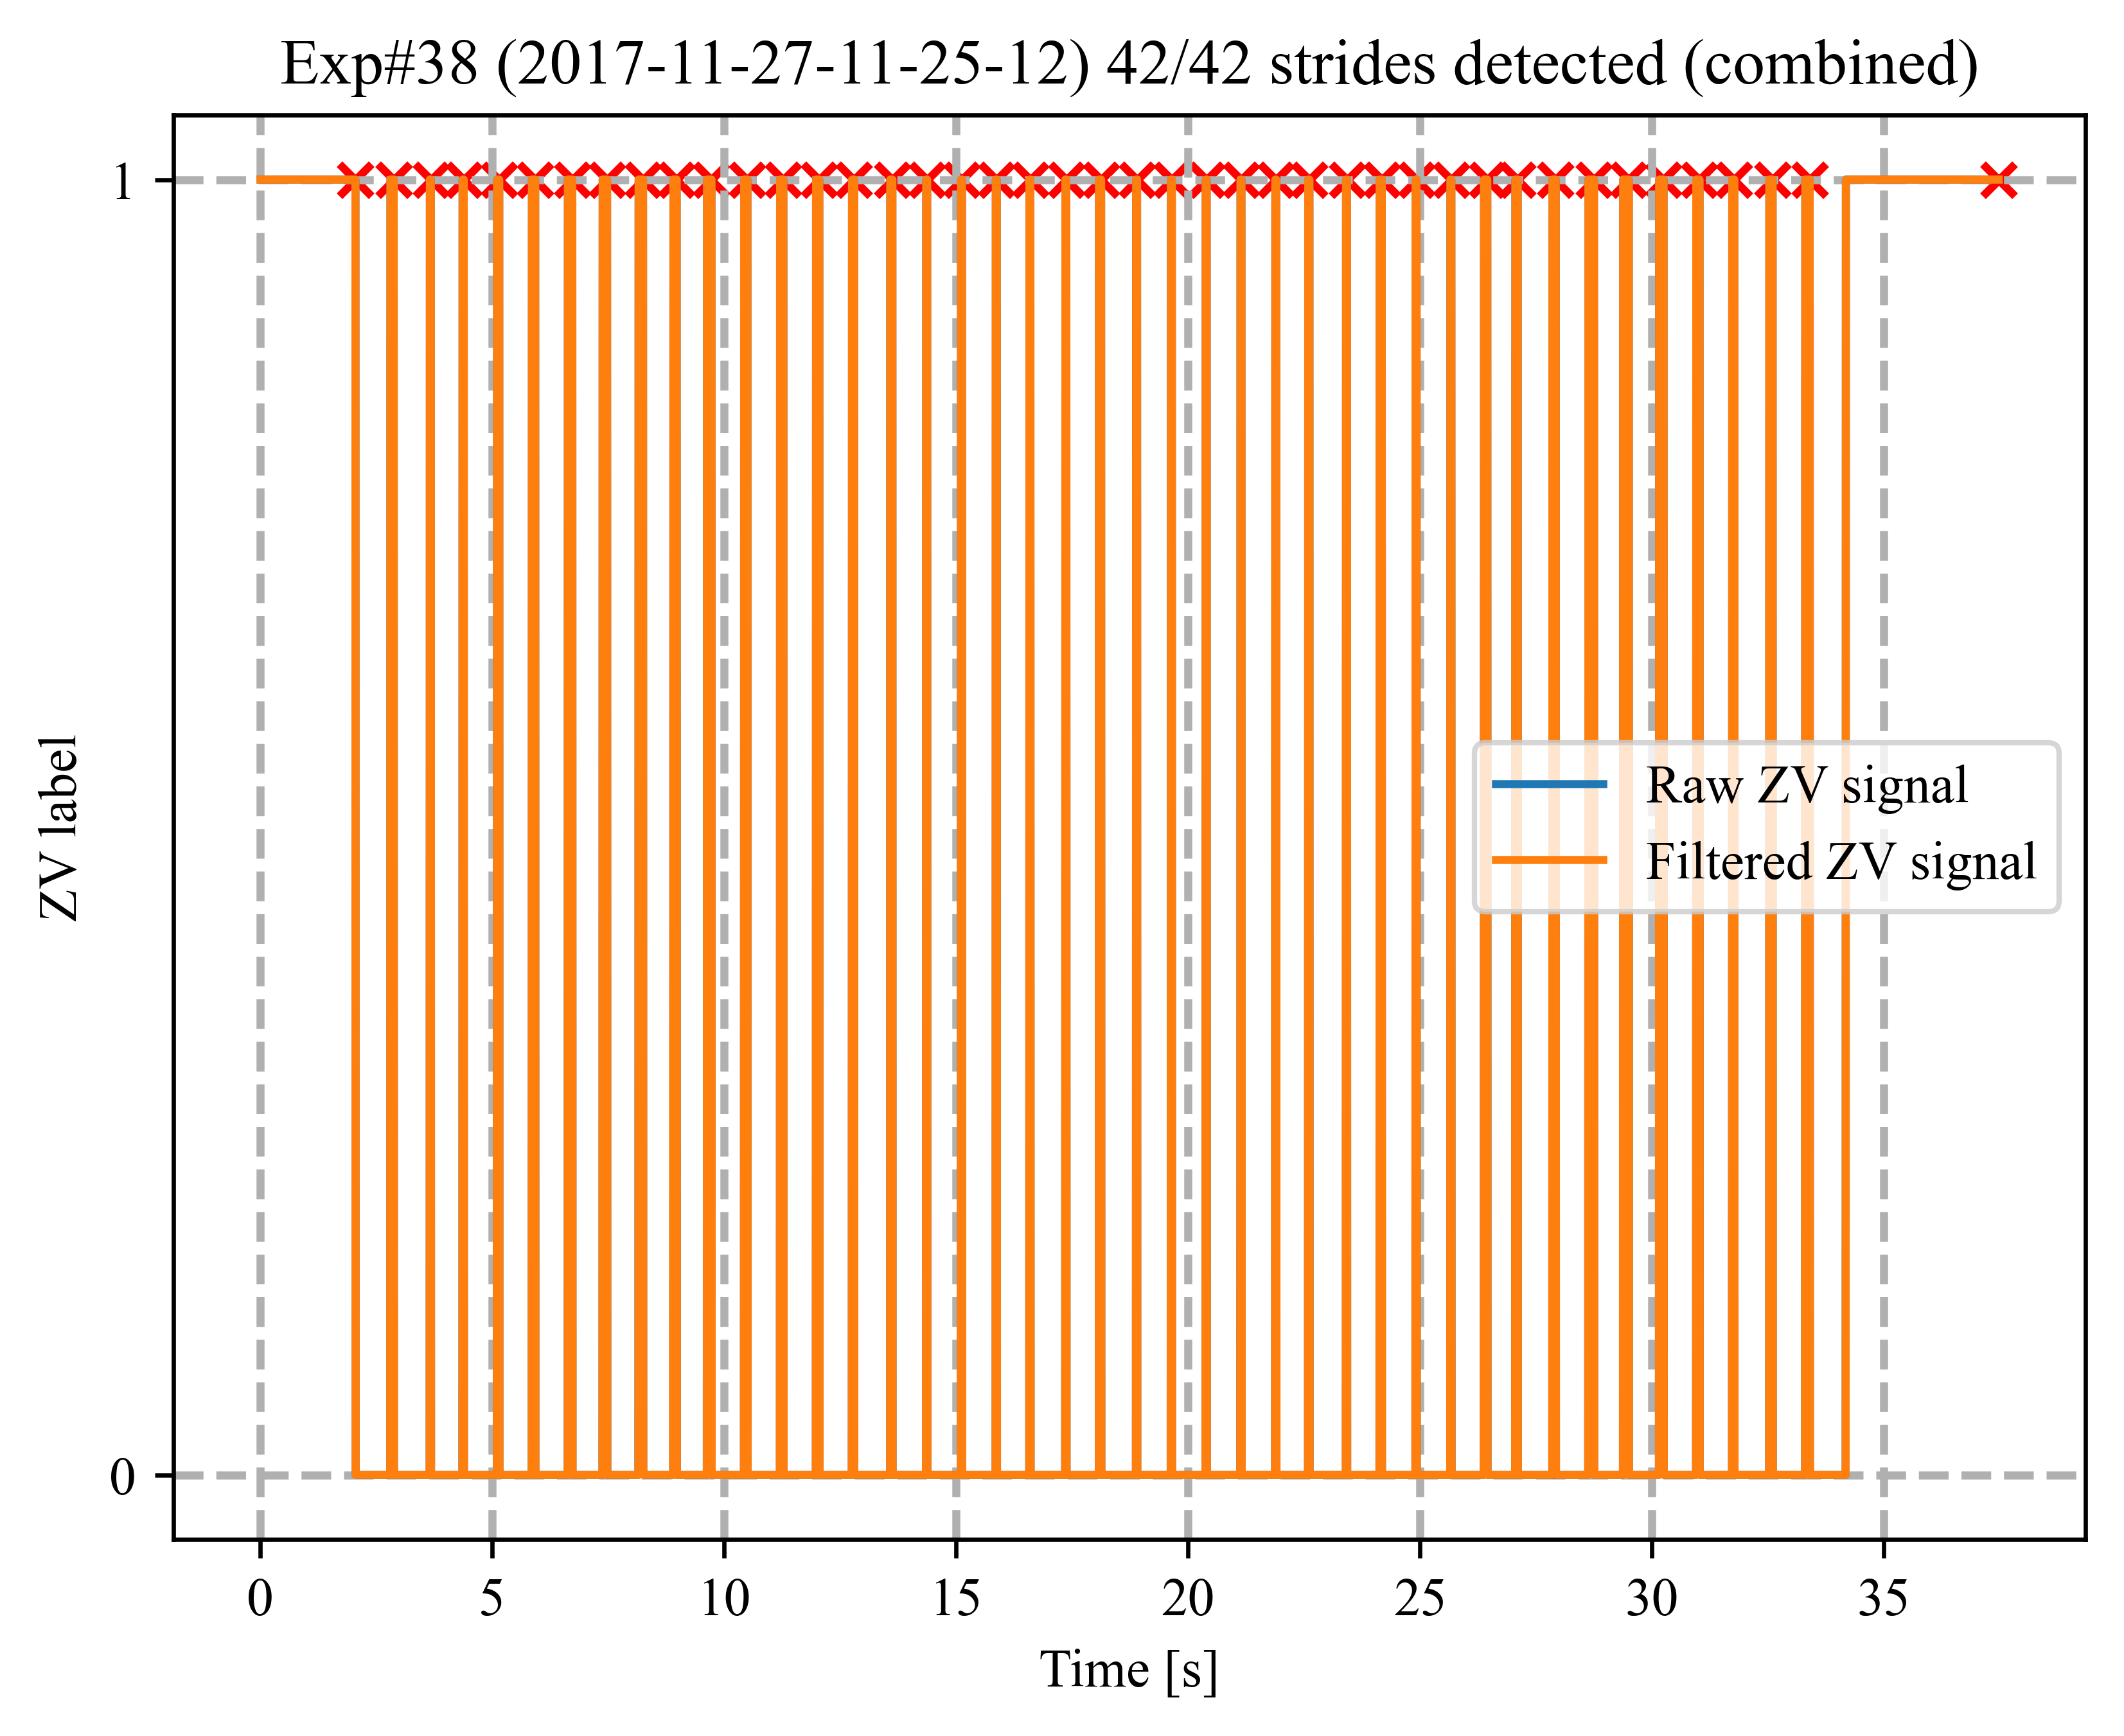 Exp#38 (2017-11-27-11-25-12) 42/42 strides detected (combined)
1
ZV label
Raw ZV signal
Filtered ZV signal
0
0 5 10 15 20 25 30 35
Time [s]